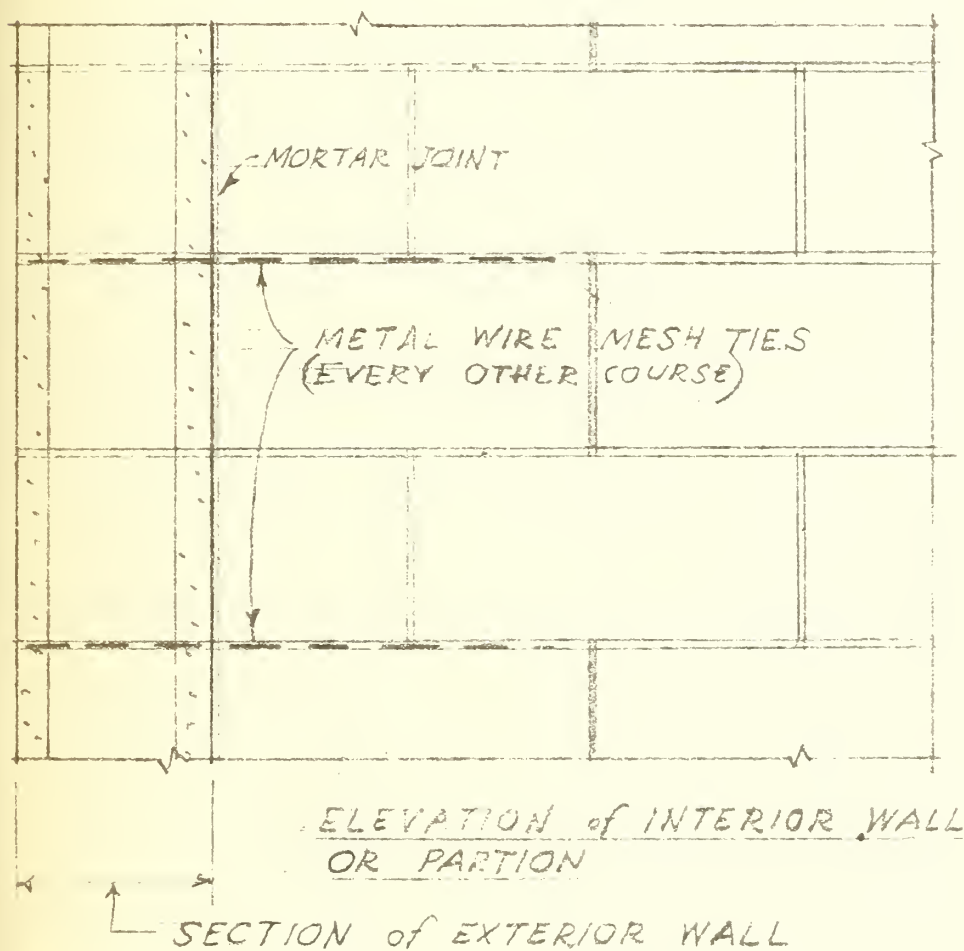 MORTAR JOINT
METAL WIRE MESH TIES
(EVERY OTHER COURSE)
ELEVATION of INTERIOR WALL
OR PARTION
SECTION of EXTERIOR WALL